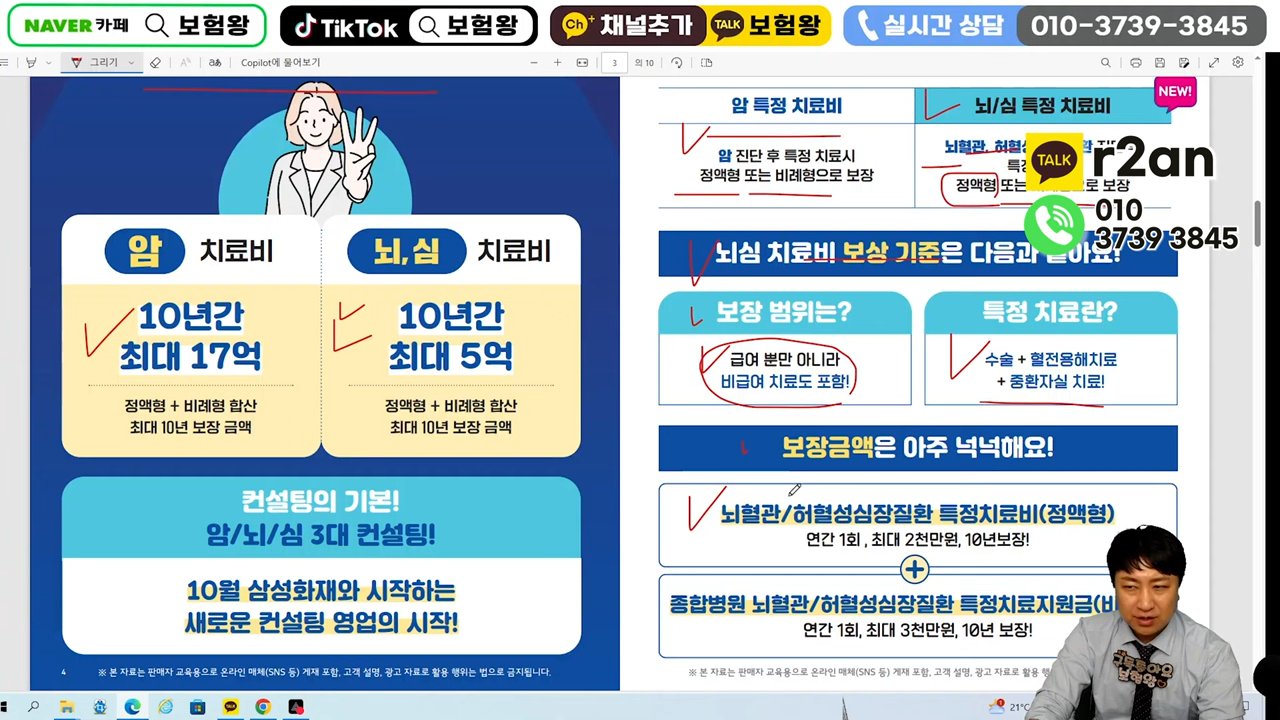 NAVER 카페 보험왕
TikTok 보험왕
Ch+ 채널추가 TALK 보험왕
실시간 상담 010-3739-3845
그리기
Copilot에 물어보기
3 의 10
암 치료비
10년간
최대 17억
정액형 + 비례형 합산
최대 10년 보장 금액
뇌,심 치료비
10년간
최대 5억
정액형 + 비례형 합산
최대 10년 보장 금액
컨설팅의 기본!
암/뇌/심 3대 컨설팅!
10월 삼성화재와 시작하는
새로운 컨설팅 영업의 시작!
4 ※ 본 자료는 판매자 교육용으로 온라인 매체(SNS 등) 게재 포함, 고객 설명, 광고 자료로 활용 행위는 법으로 금지됩니다.
암 특정 치료비
암 진단 후 특정 치료시
정액형 또는 비례형으로 보장
NEW!
뇌/심 특정 치료비
뇌혈관, 허혈
특정
정액형 또는 보장
TALK r2an
010
3739 3845
뇌심 치료비 보상 기준은 다음과 같아요!
보장 범위는?
급여 뿐만 아니라
비급여 치료도 포함!
특정 치료란?
수술 + 혈전용해치료
+ 중환자실 치료!
보장금액은 아주 넉넉해요!
뇌혈관/허혈성심장질환 특정치료비(정액형)
연간 1회 , 최대 2천만원, 10년보장!
+
종합병원 뇌혈관/허혈성심장질환 특정치료지원금(비
연간 1회, 최대 3천만원, 10년 보장!
※ 본 자료는 판매자 교육용으로 온라인 매체(SNS 등) 게재 포함, 고객 설명, 광고 자료로 활용 행
구독좋아요
보험왕
21°C